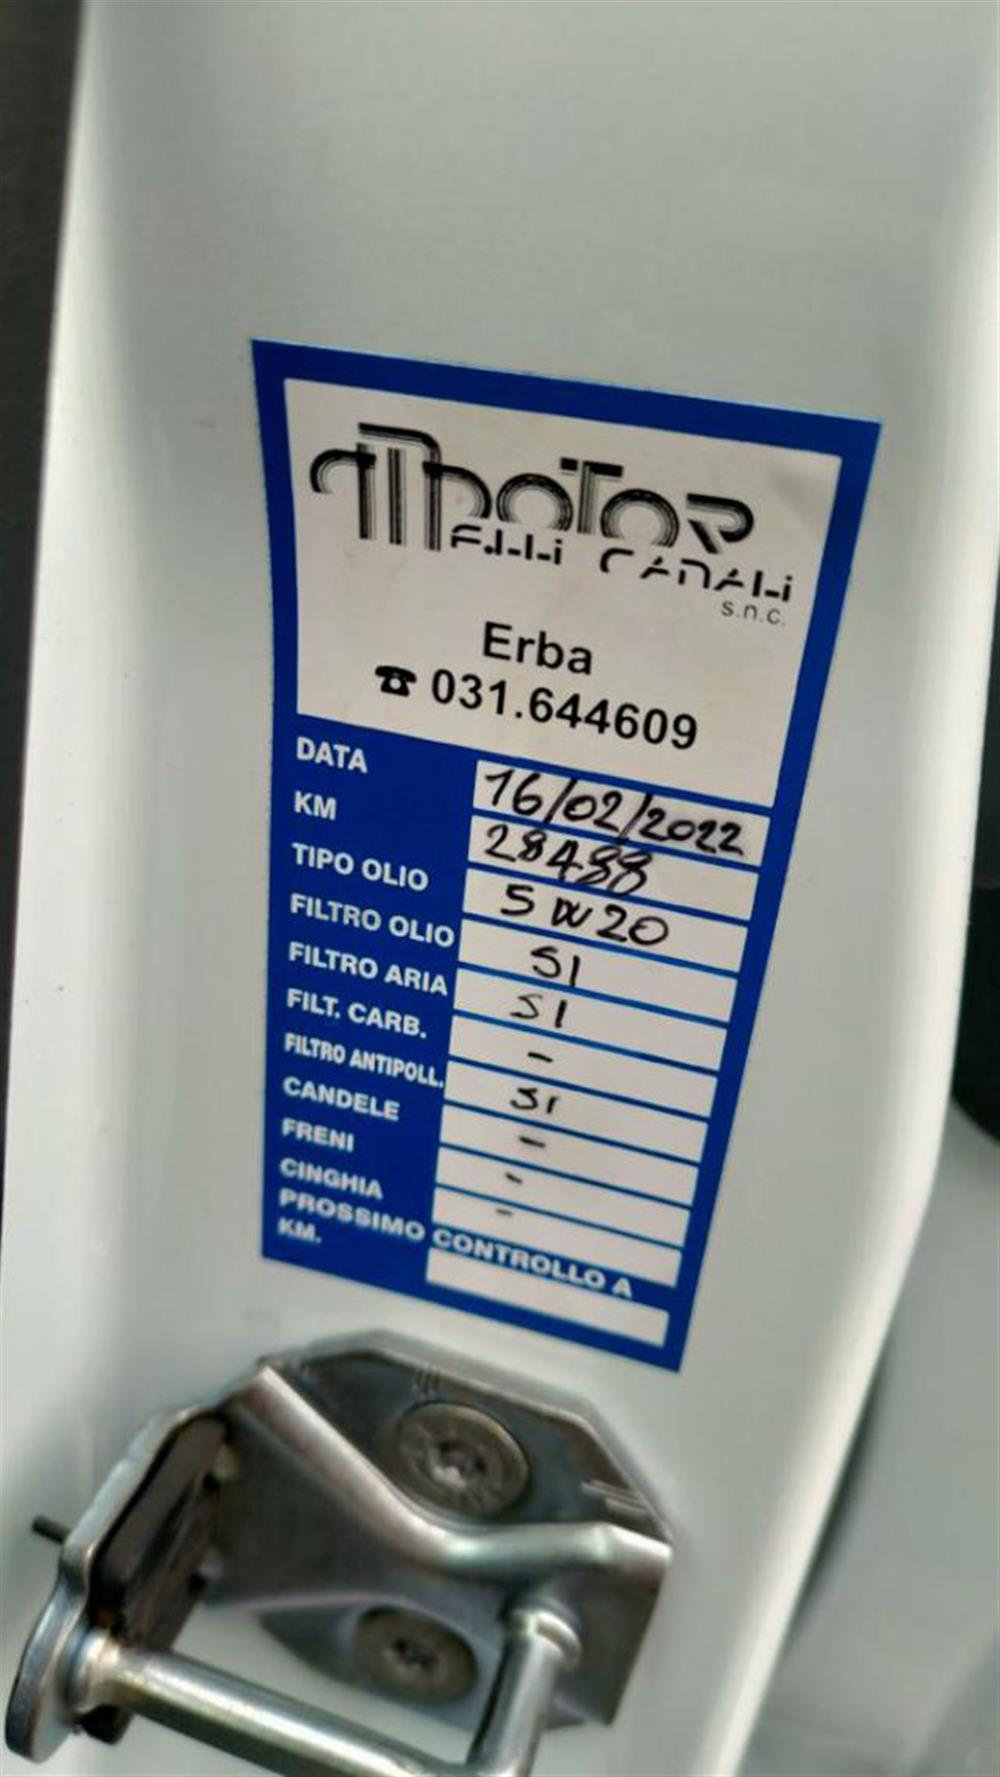 MOTOR
F.LLI CANALI
s.n.c.
Erba
☎ 031.644609
DATA 16/02/2022
KM 28488
TIPO OLIO 5W20
FILTRO OLIO SI
FILTRO ARIA SI
FILT. CARB. -
FILTRO ANTIPOLL. SI
CANDELE -
FRENI -
CINGHIA -
PROSSIMO CONTROLLO A
KM.